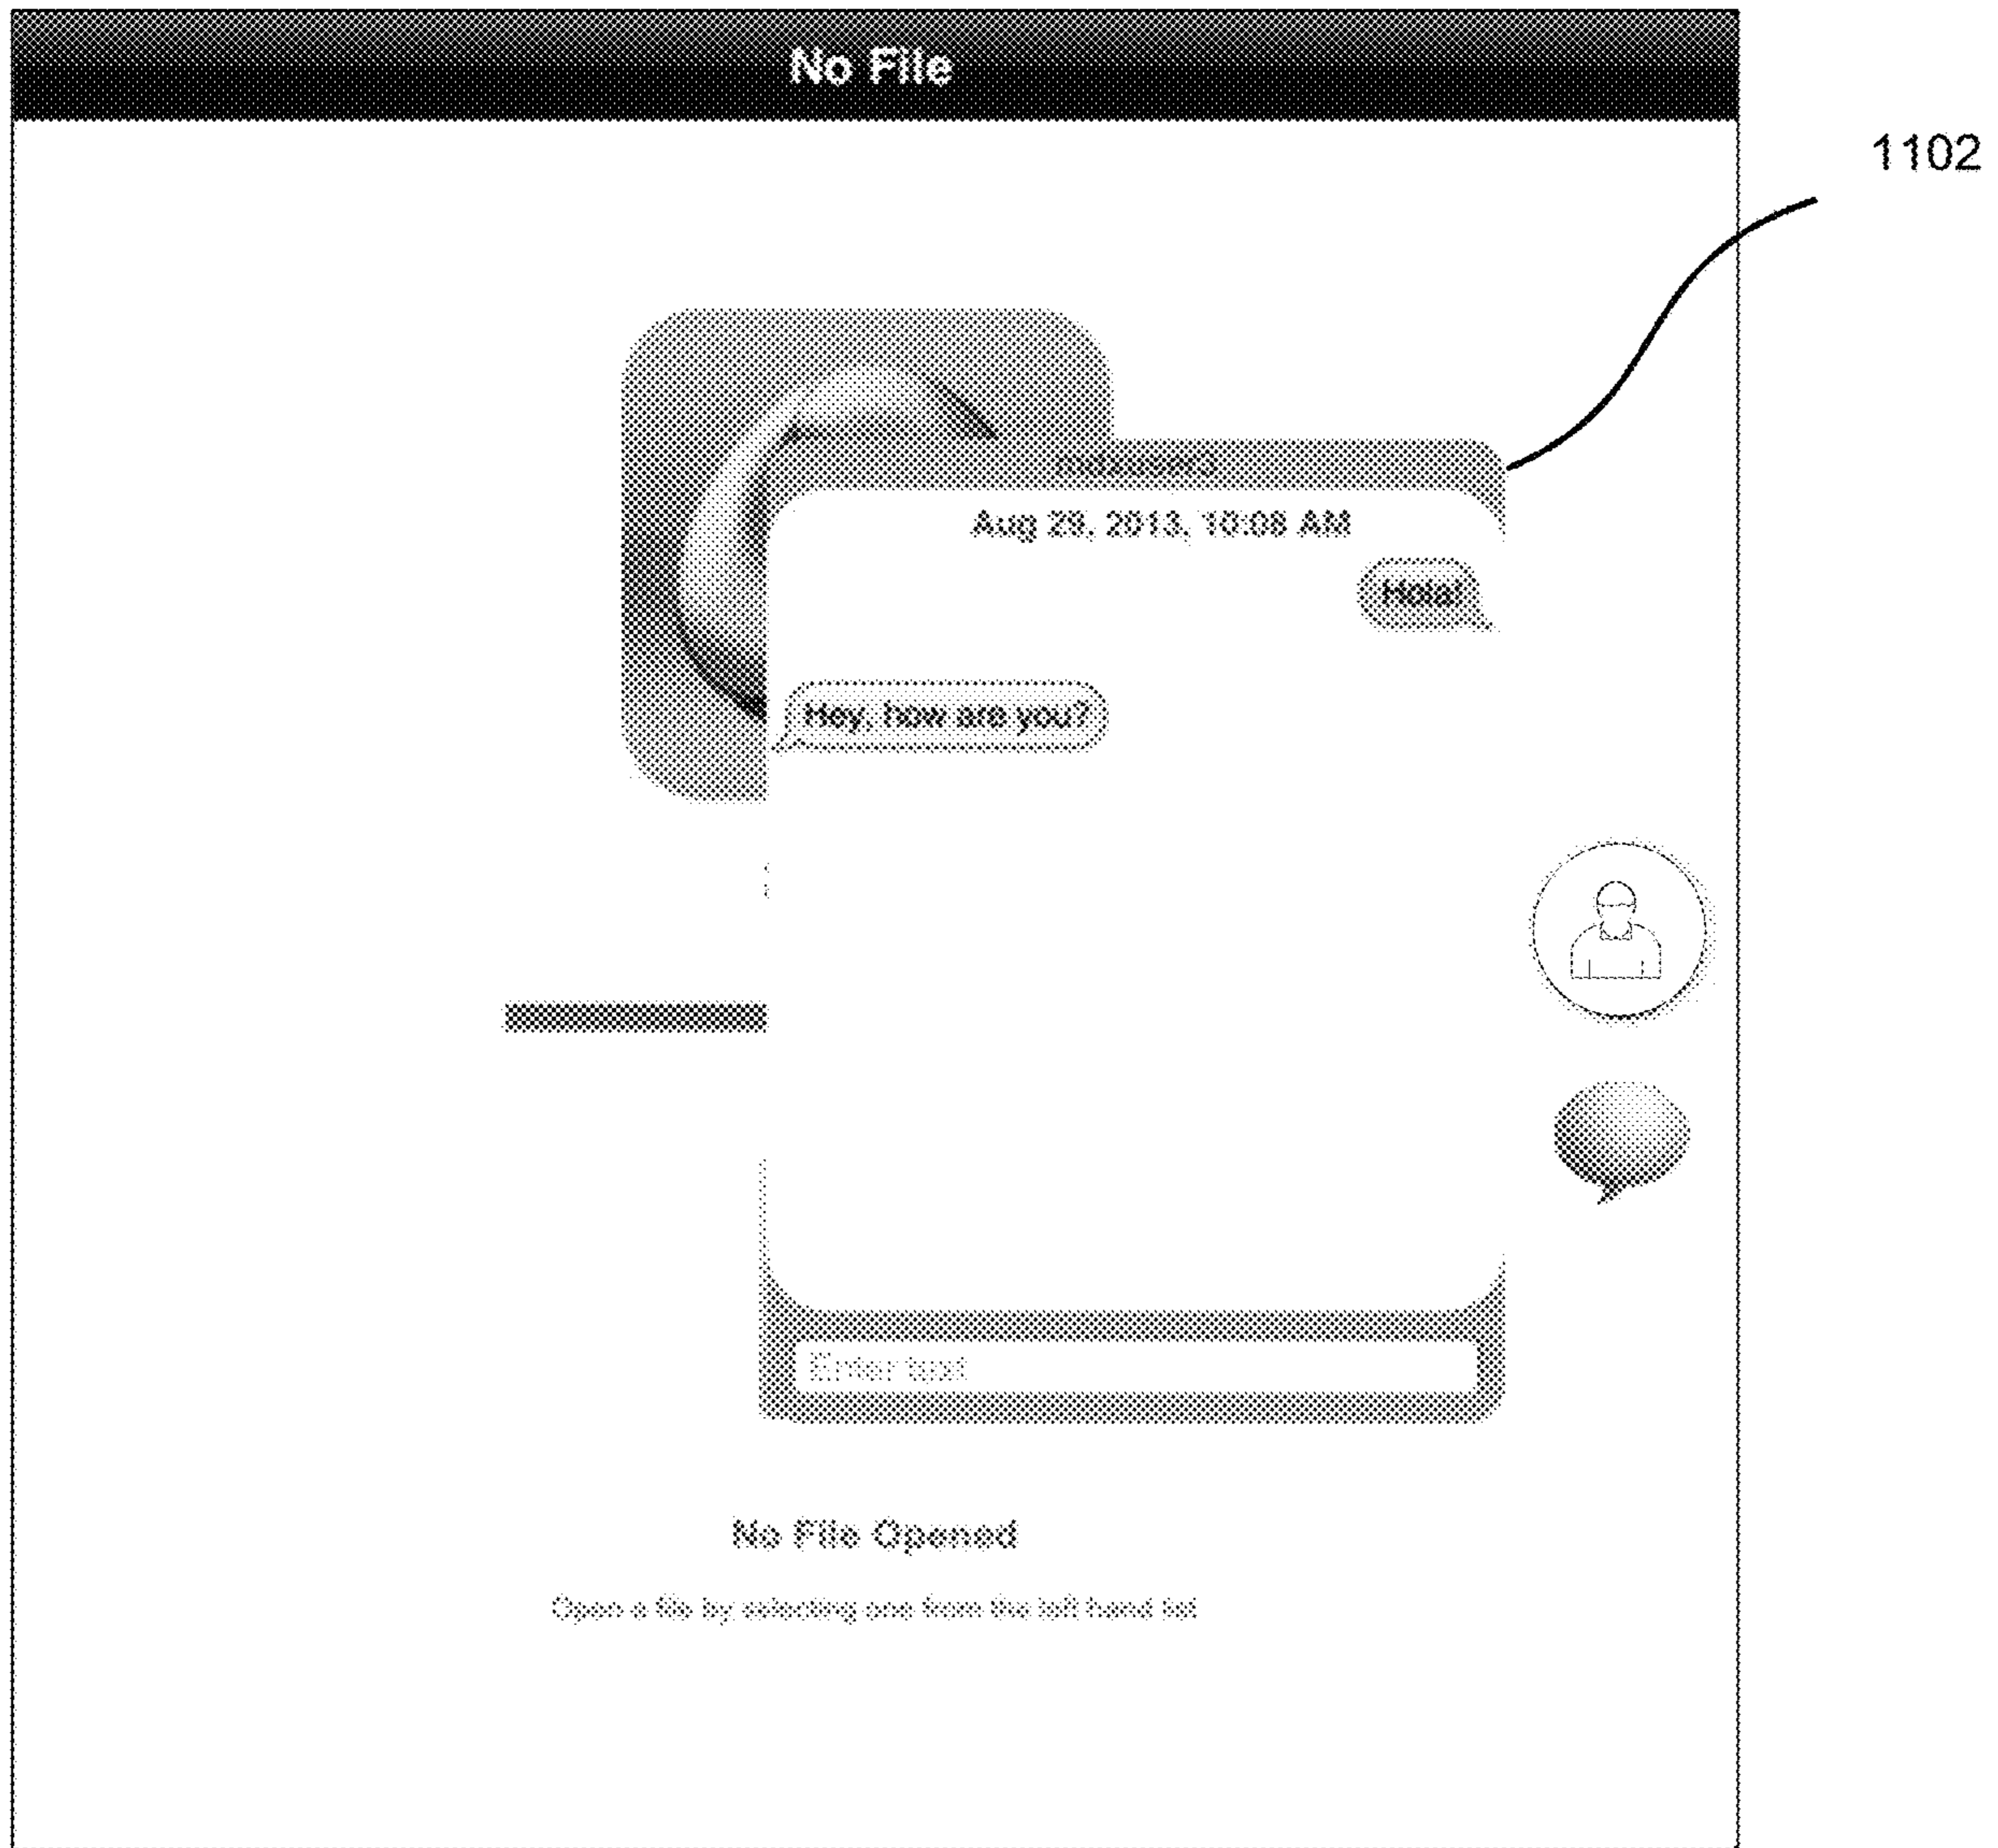 No File
1102
Aug 29, 2013, 10:08 AM
Hola!
Hey, how are you?
Enter text
No File Opened
Open a file by selecting one from the left hand list